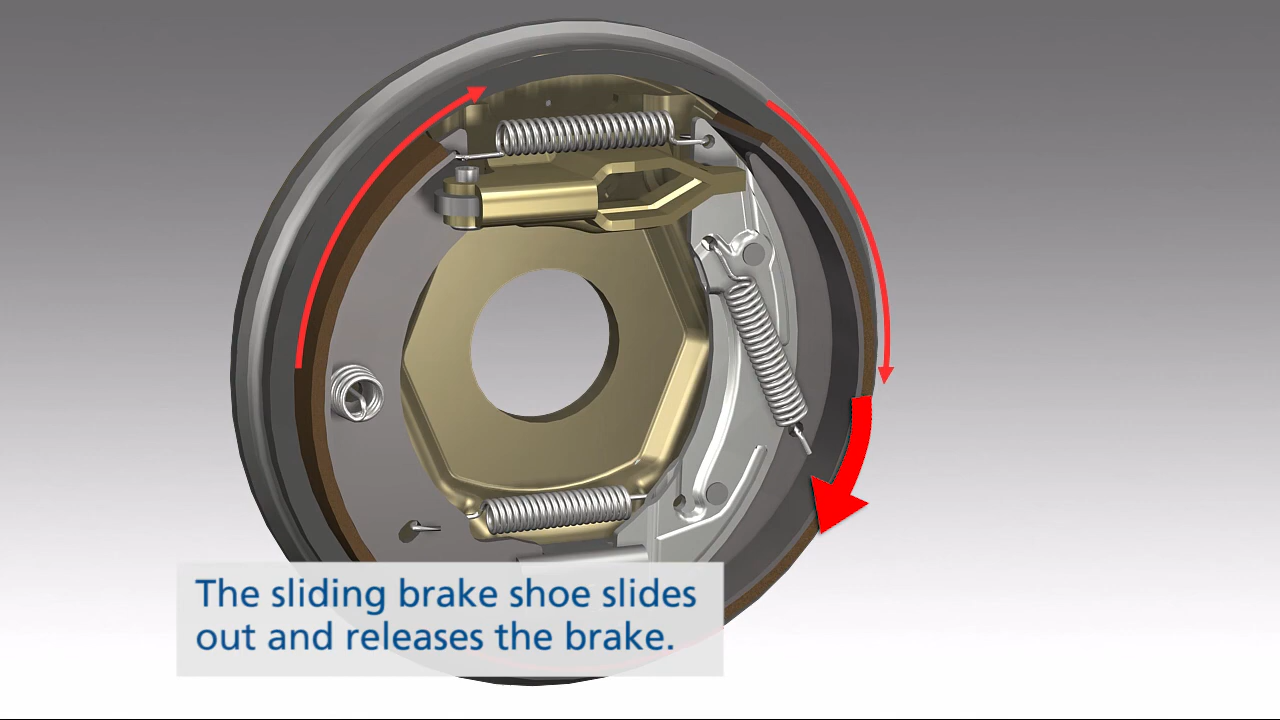 The sliding brake shoe slides
out and releases the brake.